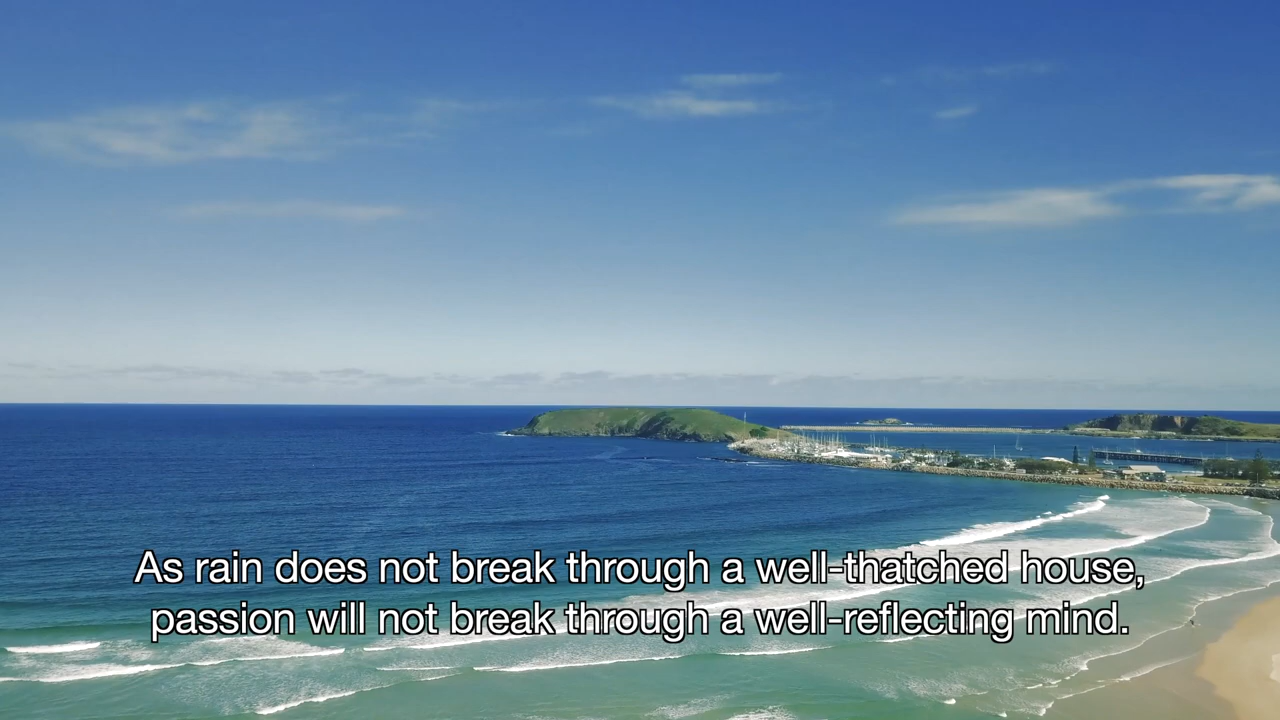 As rain does not break through a well-thatched house,
passion will not break through a well-reflecting mind.